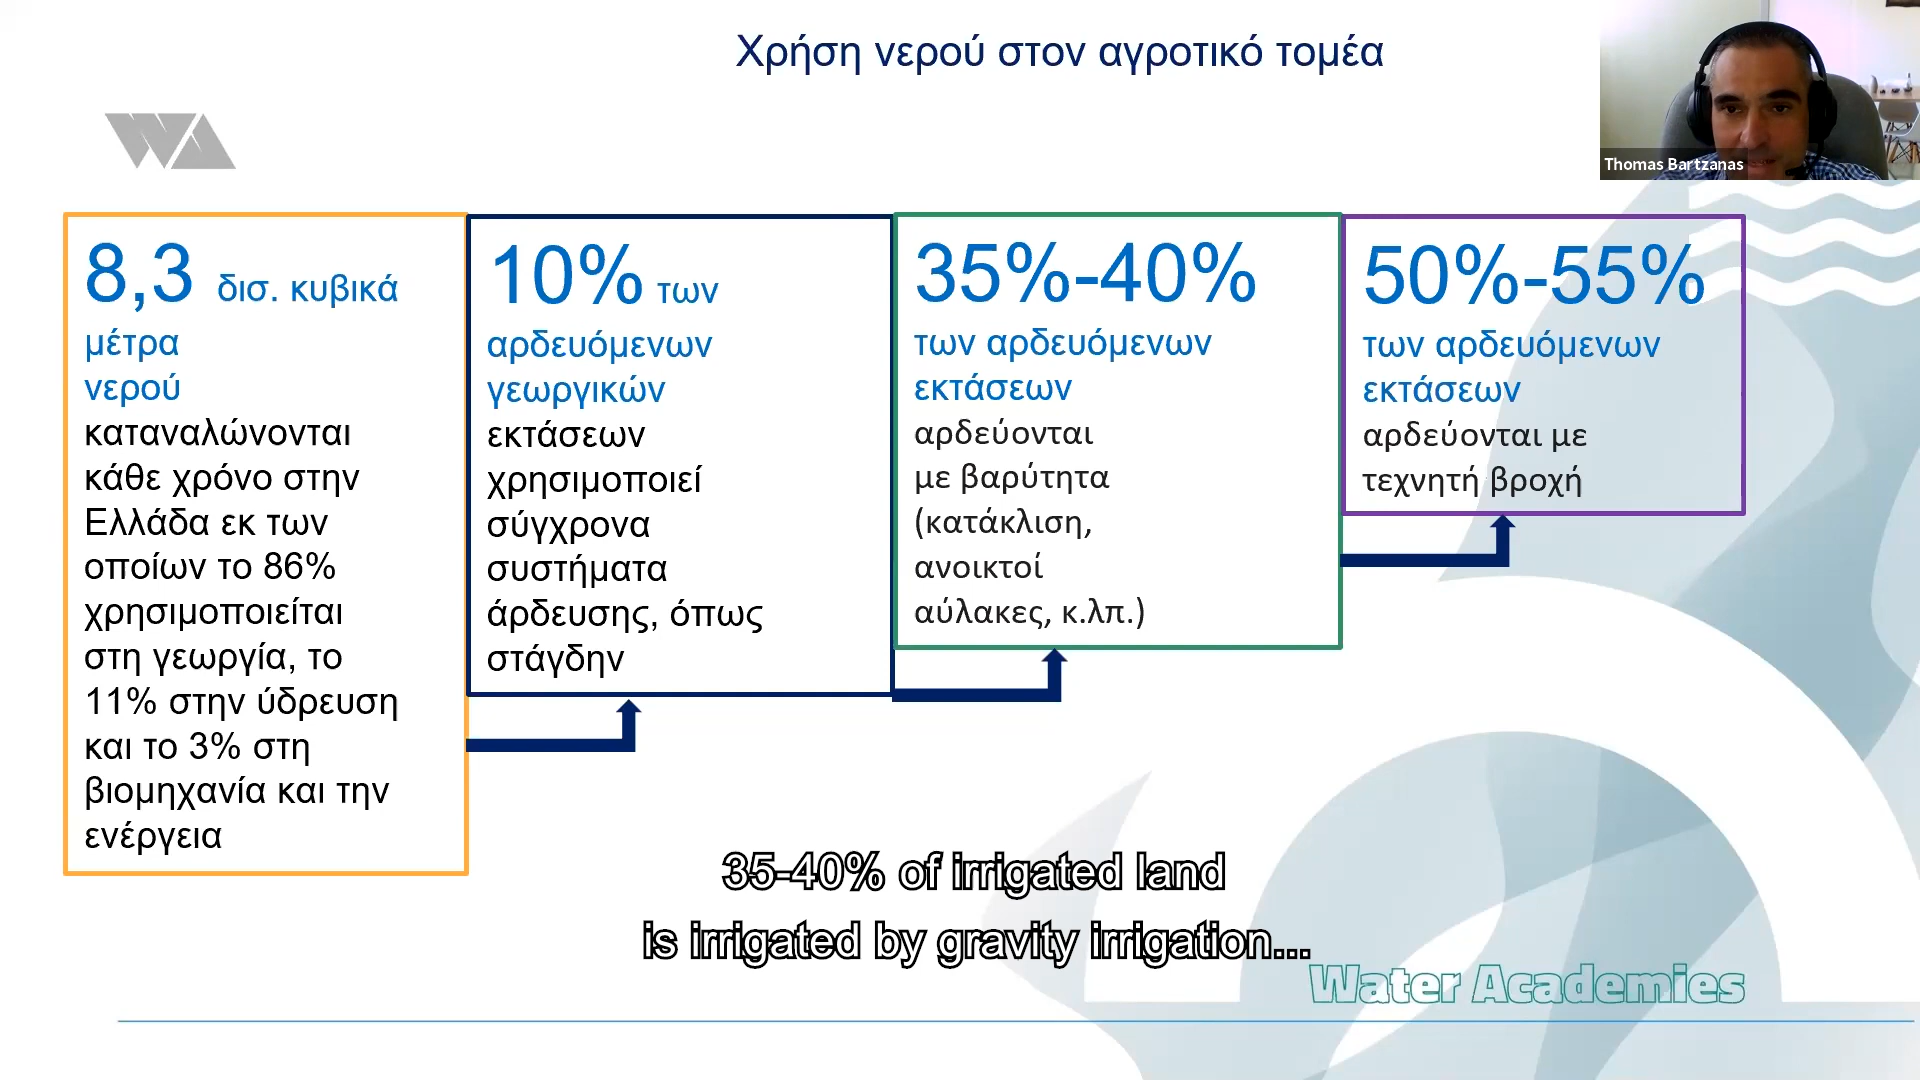 Χρήση νερού στον αγροτικό τομέα
Thomas Bartzanas
WA
8,3 δισ. κυβικά
μέτρα
νερού
καταναλώνονται
κάθε χρόνο στην
Ελλάδα εκ των
οποίων το 86%
χρησιμοποιείται
στη γεωργία, το
11% στην ύδρευση
και το 3% στη
βιομηχανία και την
ενέργεια
10% των
αρδευόμενων
γεωργικών
εκτάσεων
χρησιμοποιεί
σύγχρονα
συστήματα
άρδευσης, όπως
στάγδην
35%-40%
των αρδευόμενων
εκτάσεων
αρδεύονται
με βαρύτητα
(κατάκλιση,
ανοικτοί
αύλακες, κ.λπ.)
50%-55%
των αρδευόμενων
εκτάσεων
αρδεύονται με
τεχνητή βροχή
35-40% of irrigated land
is irrigated by gravity irrigation...
Water Academies